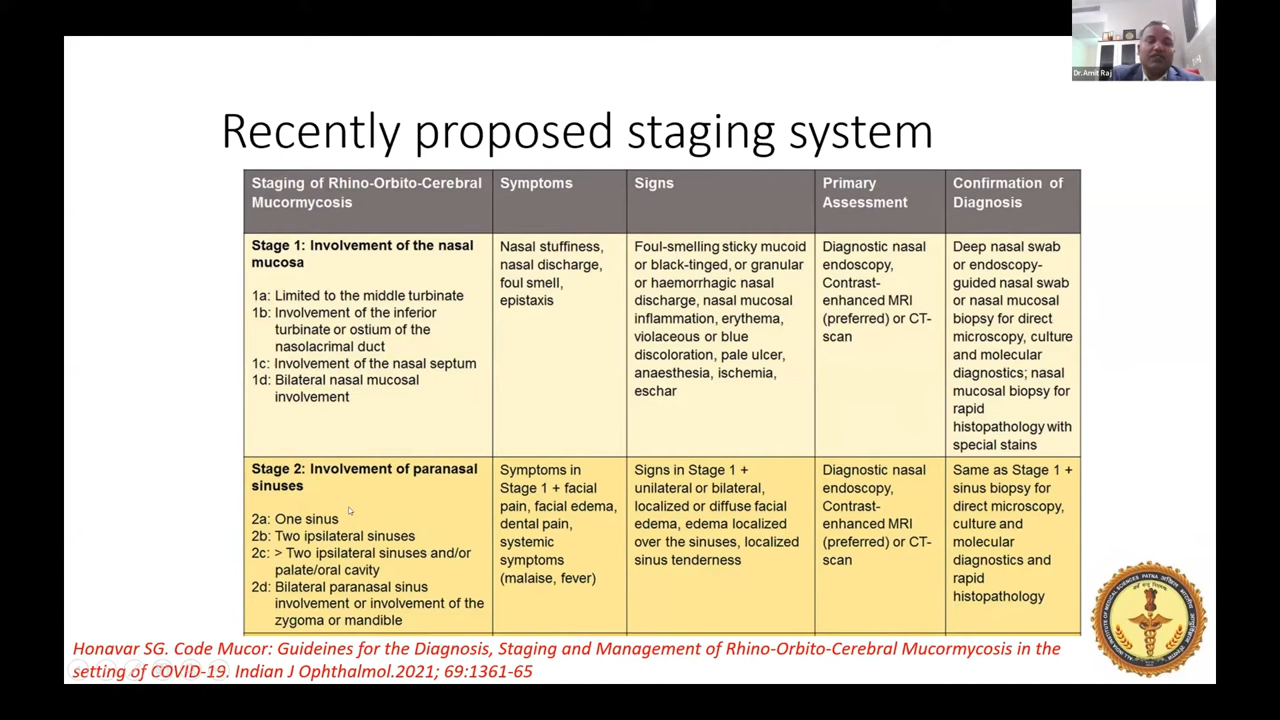 Dr.Amit Raj
Recently proposed staging system
Staging of Rhino-Orbito-Cerebral
Mucormycosis
Symptoms
Signs
Primary
Assessment
Confirmation of
Diagnosis
Stage 1: Involvement of the nasal
mucosa
1a: Limited to the middle turbinate
1b: Involvement of the inferior
turbinate or ostium of the
nasolacrimal duct
1c: Involvement of the nasal septum
1d: Bilateral nasal mucosal
involvement
Nasal stuffiness,
nasal discharge,
foul smell,
epistaxis
Foul-smelling sticky mucoid
or black-tinged, or granular
or haemorrhagic nasal
discharge, nasal mucosal
inflammation, erythema,
violaceous or blue
discoloration, pale ulcer,
anaesthesia, ischemia,
eschar
Diagnostic nasal
endoscopy,
Contrast-
enhanced MRI
(preferred) or CT-
scan
Deep nasal swab
or endoscopy-
guided nasal swab
or nasal mucosal
biopsy for direct
microscopy, culture
and molecular
diagnostics; nasal
mucosal biopsy for
rapid
histopathology with
special stains
Stage 2: Involvement of paranasal
sinuses
2a: One sinus
2b: Two ipsilateral sinuses
2c: > Two ipsilateral sinuses and/or
palate/oral cavity
2d: Bilateral paranasal sinus
involvement or involvement of the
zygoma or mandible
Symptoms in
Stage 1 + facial
pain, facial edema,
dental pain,
systemic
symptoms
(malaise, fever)
Signs in Stage 1 +
unilateral or bilateral,
localized or diffuse facial
edema, edema localized
over the sinuses, localized
sinus tenderness
Diagnostic nasal
endoscopy,
Contrast-
enhanced MRI
(preferred) or CT-
scan
Same as Stage 1 +
sinus biopsy for
direct microscopy,
culture and
molecular
diagnostics and
rapid
histopathology
Honavar SG. Code Mucor: Guideines for the Diagnosis, Staging and Management of Rhino-Orbito-Cerebral Mucormycosis in the
setting of COVID-19. Indian J Ophthalmol.2021; 69:1361-65